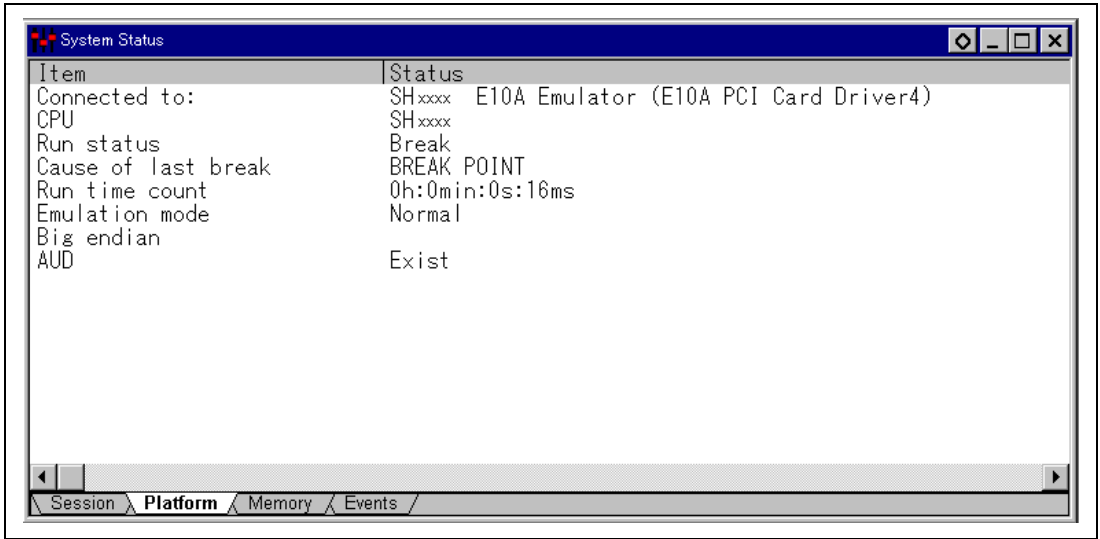 System Status
Item Status
Connected to: SHxxxx E10A Emulator (E10A PCI Card Driver4)
CPU SHxxxx
Run status Break
Cause of last break BREAK POINT
Run time count 0h:0min:0s:16ms
Emulation mode Normal
Big endian
AUD Exist
Session Platform Memory Events